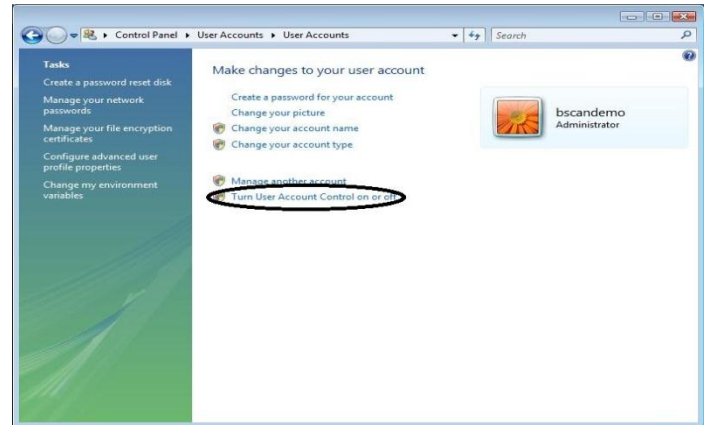 Control Panel ▸ User Accounts ▸ User Accounts
Search
Tasks
Create a password reset disk
Manage your network
passwords
Manage your file encryption
certificates
Configure advanced user
profile properties
Change my environment
variables
Make changes to your user account
Create a password for your account
Change your picture
Change your account name
Change your account type
Manage another account
Turn User Account Control on or off
bscandemo
Administrator